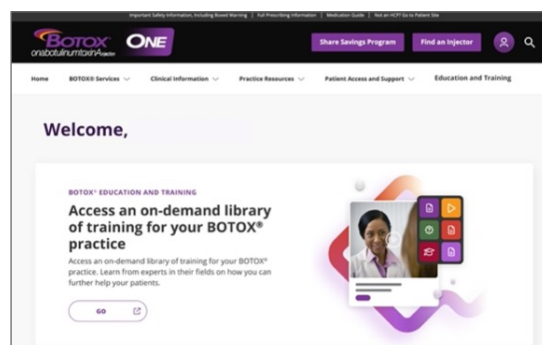 Important Safety Information, Including Boxed Warning | Full Prescribing Information | Medication Guide | Not an HCP? Go to Patient Site
BOTOX®
onabotulinumtoxinA injection
ONE
Share Savings Program
Find an Injector
Home
BOTOX® Services
Clinical Information
Practice Resources
Patient Access and Support
Education and Training
Welcome,
BOTOX® EDUCATION AND TRAINING
Access an on-demand library
of training for your BOTOX®
practice
Access an on-demand library of training for your BOTOX®
practice. Learn from experts in their fields on how you can
further help your patients.
GO